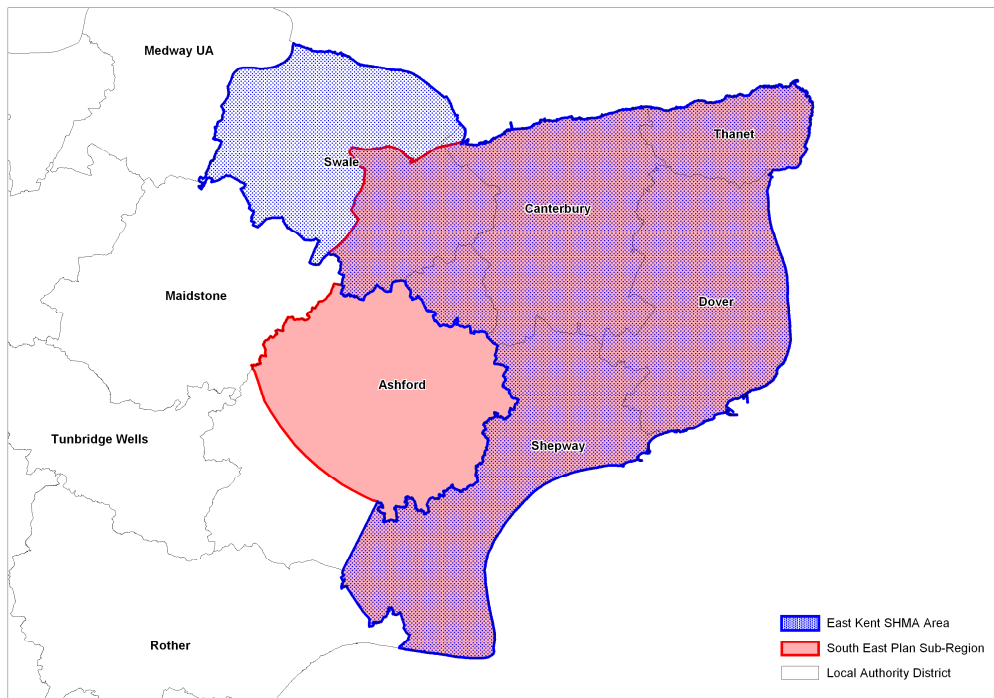 Medway UA
Thanet
Swale
Canterbury
Maidstone
Dover
Ashford
Tunbridge Wells
Shepway
East Kent SHMA Area
South East Plan Sub-Region
Rother
Local Authority District